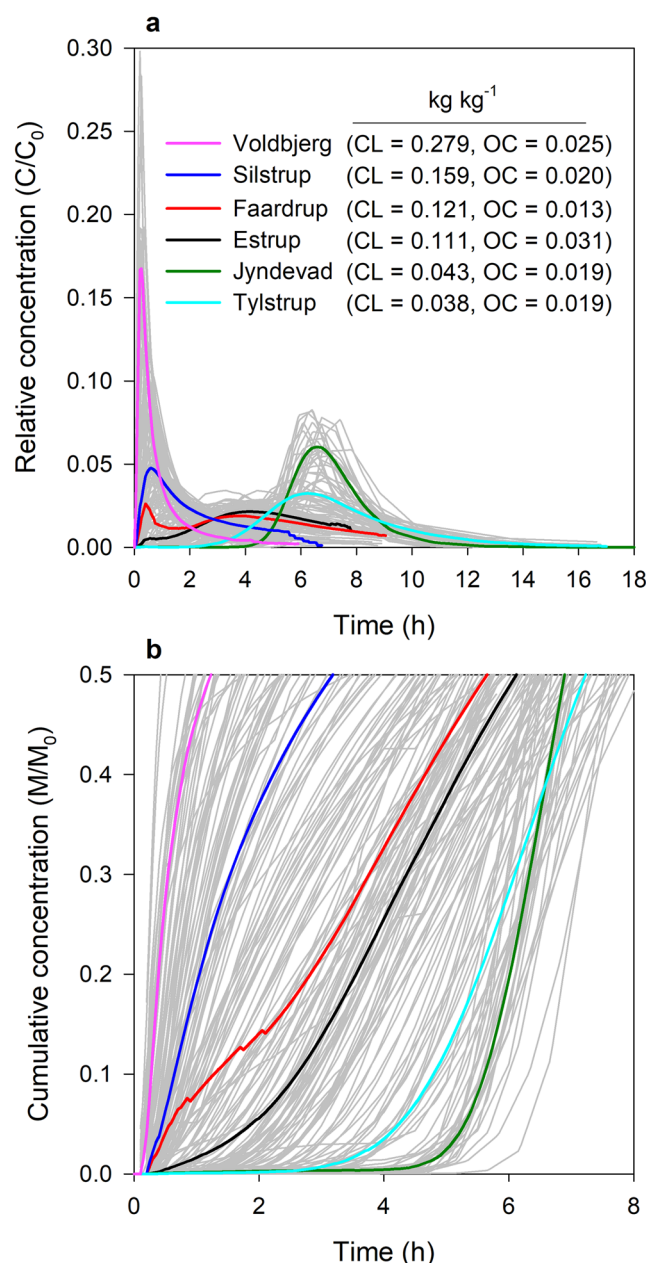 a
0.30
0.25
0.20
0.15
0.10
0.05
0.00
Relative concentration (C/C0)
kg kg-1
Voldbjerg (CL = 0.279, OC = 0.025)
Silstrup (CL = 0.159, OC = 0.020)
Faardrup (CL = 0.121, OC = 0.013)
Estrup (CL = 0.111, OC = 0.031)
Jyndevad (CL = 0.043, OC = 0.019)
Tylstrup (CL = 0.038, OC = 0.019)
0 2 4 6 8 10 12 14 16 18
Time (h)
b
0.5
0.4
0.3
0.2
0.1
0.0
Cumulative concentration (M/M0)
0 2 4 6 8
Time (h)